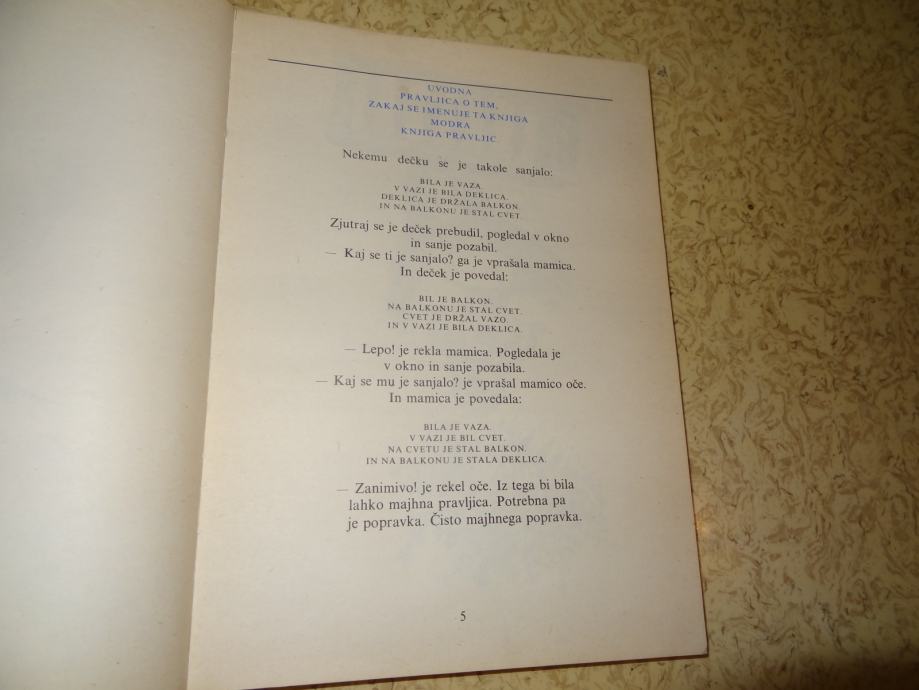 UVODNA
PRAVLJICA O TEM,
ZAKAJ SE IMENUJE TA KNJIGA
MODRA
KNJIGA PRAVLJIC
Nekemu dečku se je takole sanjalo:
BILA JE VAZA.
V VAZI JE BILA DEKLICA.
DEKLICA JE DRŽALA BALKON.
IN NA BALKONU JE STAL CVET.
Zjutraj se je deček prebudil, pogledal v okno
in sanje pozabil.
— Kaj se ti je sanjalo? ga je vprašala mamica.
In deček je povedal:
BIL JE BALKON.
NA BALKONU JE STAL CVET.
CVET JE DRŽAL VAZO.
IN V VAZI JE BILA DEKLICA.
— Lepo! je rekla mamica. Pogledala je
v okno in sanje pozabila.
— Kaj se mu je sanjalo? je vprašal mamico oče.
In mamica je povedala:
BILA JE VAZA.
V VAZI JE BIL CVET.
NA CVETU JE STAL BALKON.
IN NA BALKONU JE STALA DEKLICA.
— Zanimivo! je rekel oče. Iz tega bi bila
lahko majhna pravljica. Potrebna pa
je popravka. Čisto majhnega popravka.
5